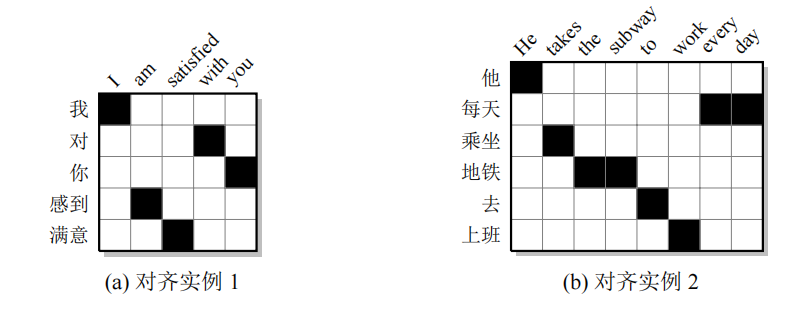 I am satisfied with you
我
对
你
感到
满意
(a) 对齐实例 1
He takes the subway to work every day
他
每天
乘坐
地铁
去
上班
(b) 对齐实例 2